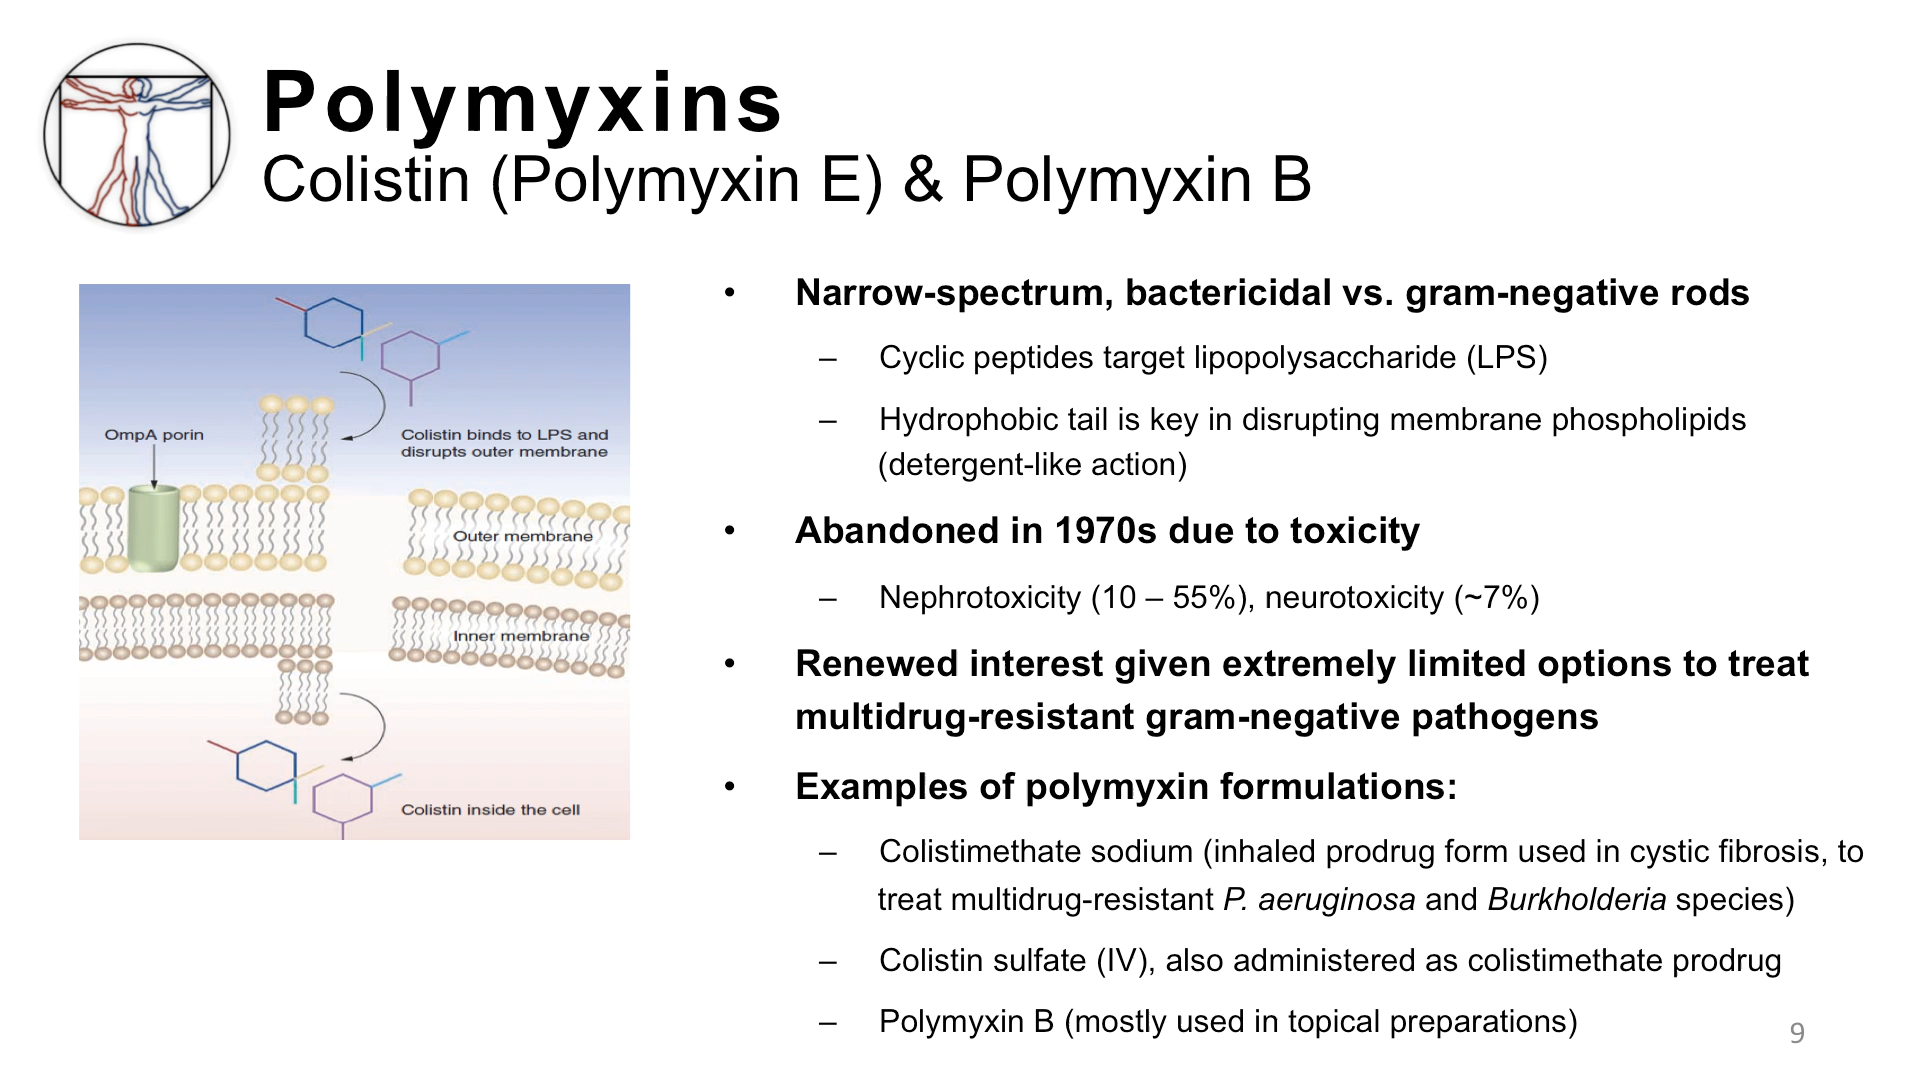 Polymyxins
Colistin (Polymyxin E) & Polymyxin B
OmpA porin
Colistin binds to LPS and
disrupts outer membrane
Outer membrane
Inner membrane
Colistin inside the cell
• Narrow-spectrum, bactericidal vs. gram-negative rods
– Cyclic peptides target lipopolysaccharide (LPS)
– Hydrophobic tail is key in disrupting membrane phospholipids
(detergent-like action)
• Abandoned in 1970s due to toxicity
– Nephrotoxicity (10 – 55%), neurotoxicity (~7%)
• Renewed interest given extremely limited options to treat
multidrug-resistant gram-negative pathogens
• Examples of polymyxin formulations:
– Colistimethate sodium (inhaled prodrug form used in cystic fibrosis, to
treat multidrug-resistant P. aeruginosa and Burkholderia species)
– Colistin sulfate (IV), also administered as colistimethate prodrug
– Polymyxin B (mostly used in topical preparations)
9